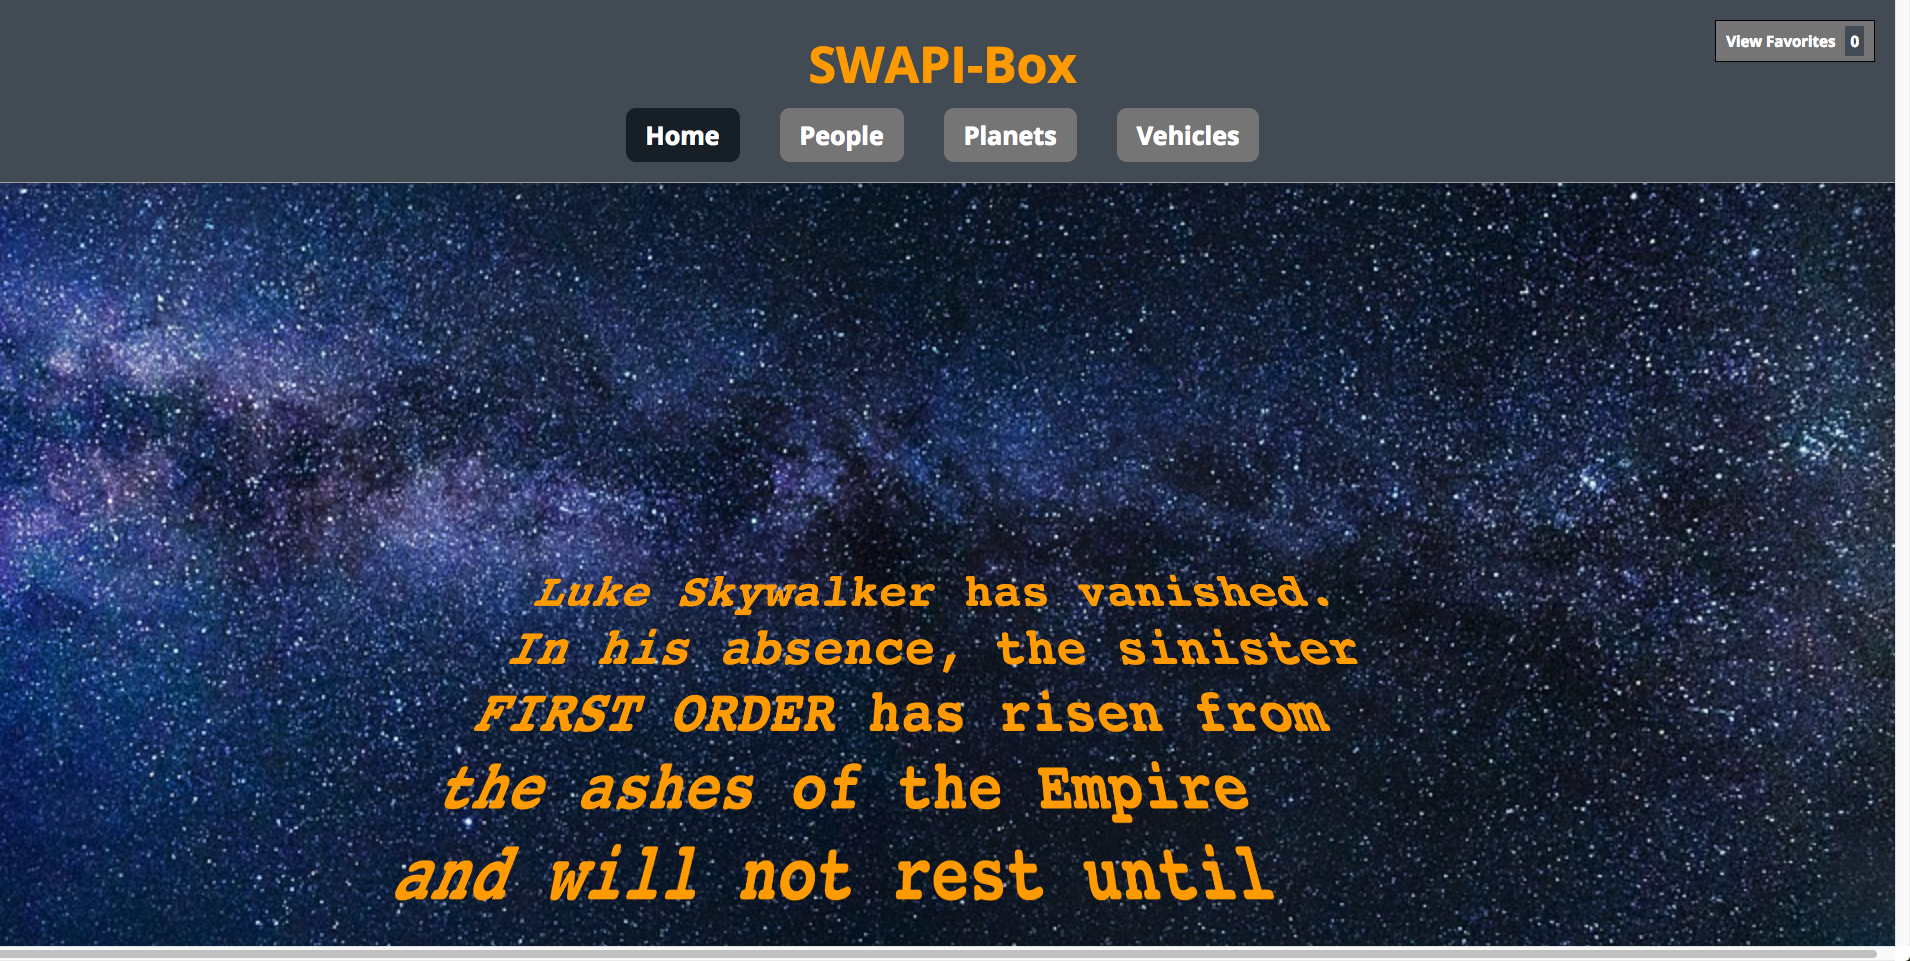 SWAPI-Box
View Favorites 0
Home People Planets Vehicles
Luke Skywalker has vanished.
In his absence, the sinister
FIRST ORDER has risen from
the ashes of the Empire
and will not rest until